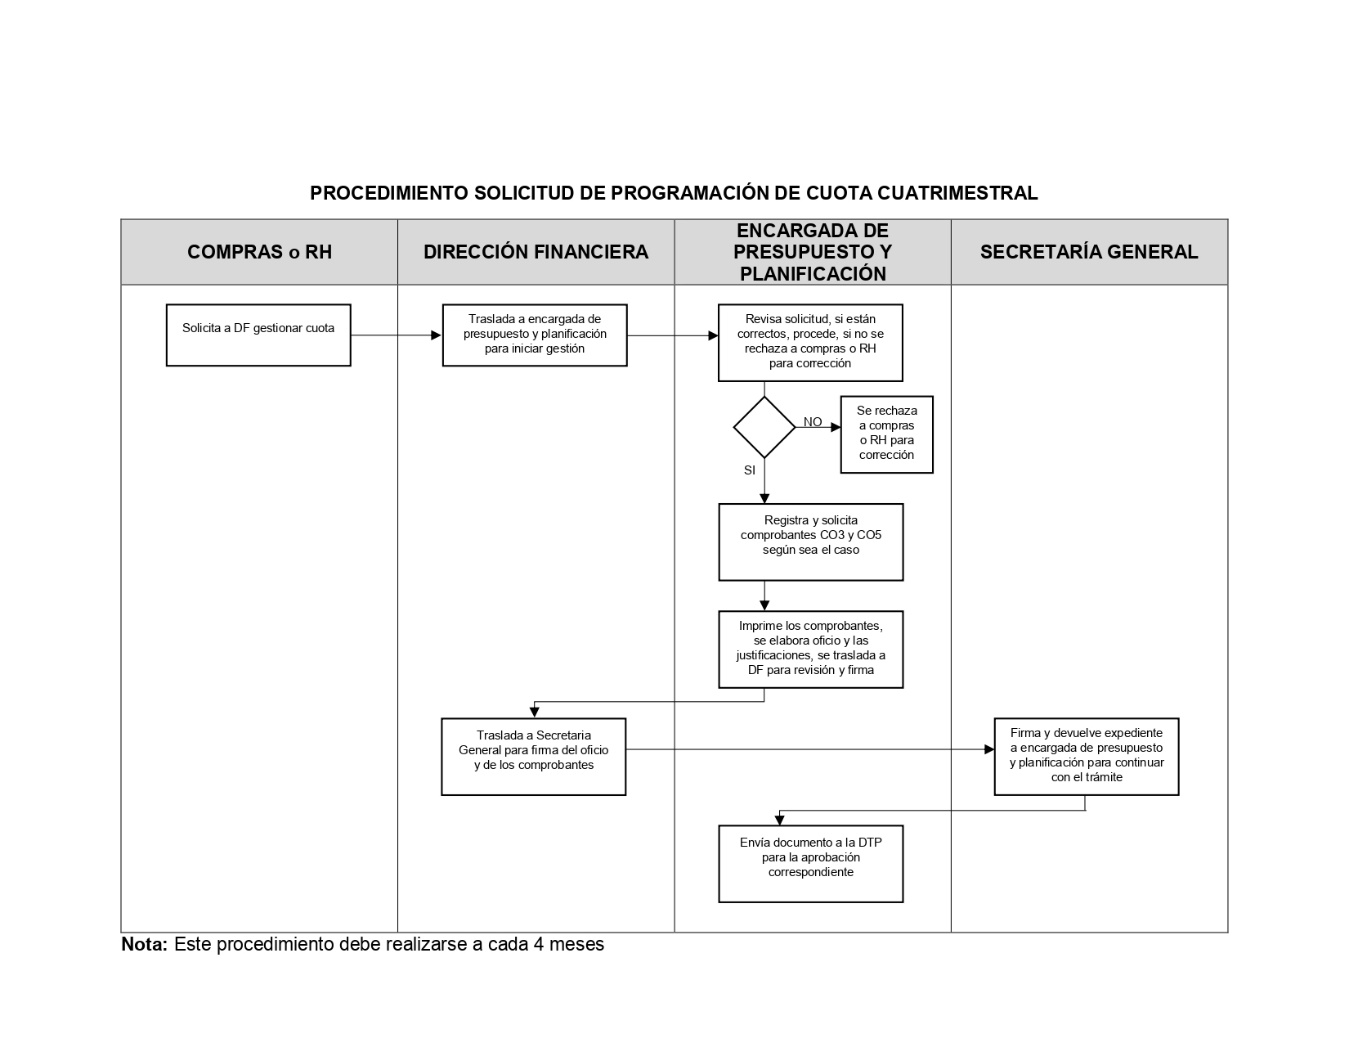 PROCEDIMIENTO SOLICITUD DE PROGRAMACIÓN DE CUOTA CUATRIMESTRAL
COMPRAS o RH
DIRECCIÓN FINANCIERA
ENCARGADA DE
PRESUPUESTO Y
PLANIFICACIÓN
SECRETARÍA GENERAL
Solicita a DF gestionar cuota
Traslada a encargada de
presupuesto y planificación
para iniciar gestión
Revisa solicitud, si están
correctos, procede, si no se
rechaza a compras o RH
para corrección
NO
Se rechaza
a compras
o RH para
corrección
SI
Registra y solicita
comprobantes CO3 y CO5
según sea el caso
Imprime los comprobantes,
se elabora oficio y las
justificaciones, se traslada a
DF para revisión y firma
Traslada a Secretaria
General para firma del oficio
y de los comprobantes
Firma y devuelve expediente
a encargada de presupuesto
y planificación para continuar
con el trámite
Envía documento a la DTP
para la aprobación
correspondiente
Nota: Este procedimiento debe realizarse a cada 4 meses